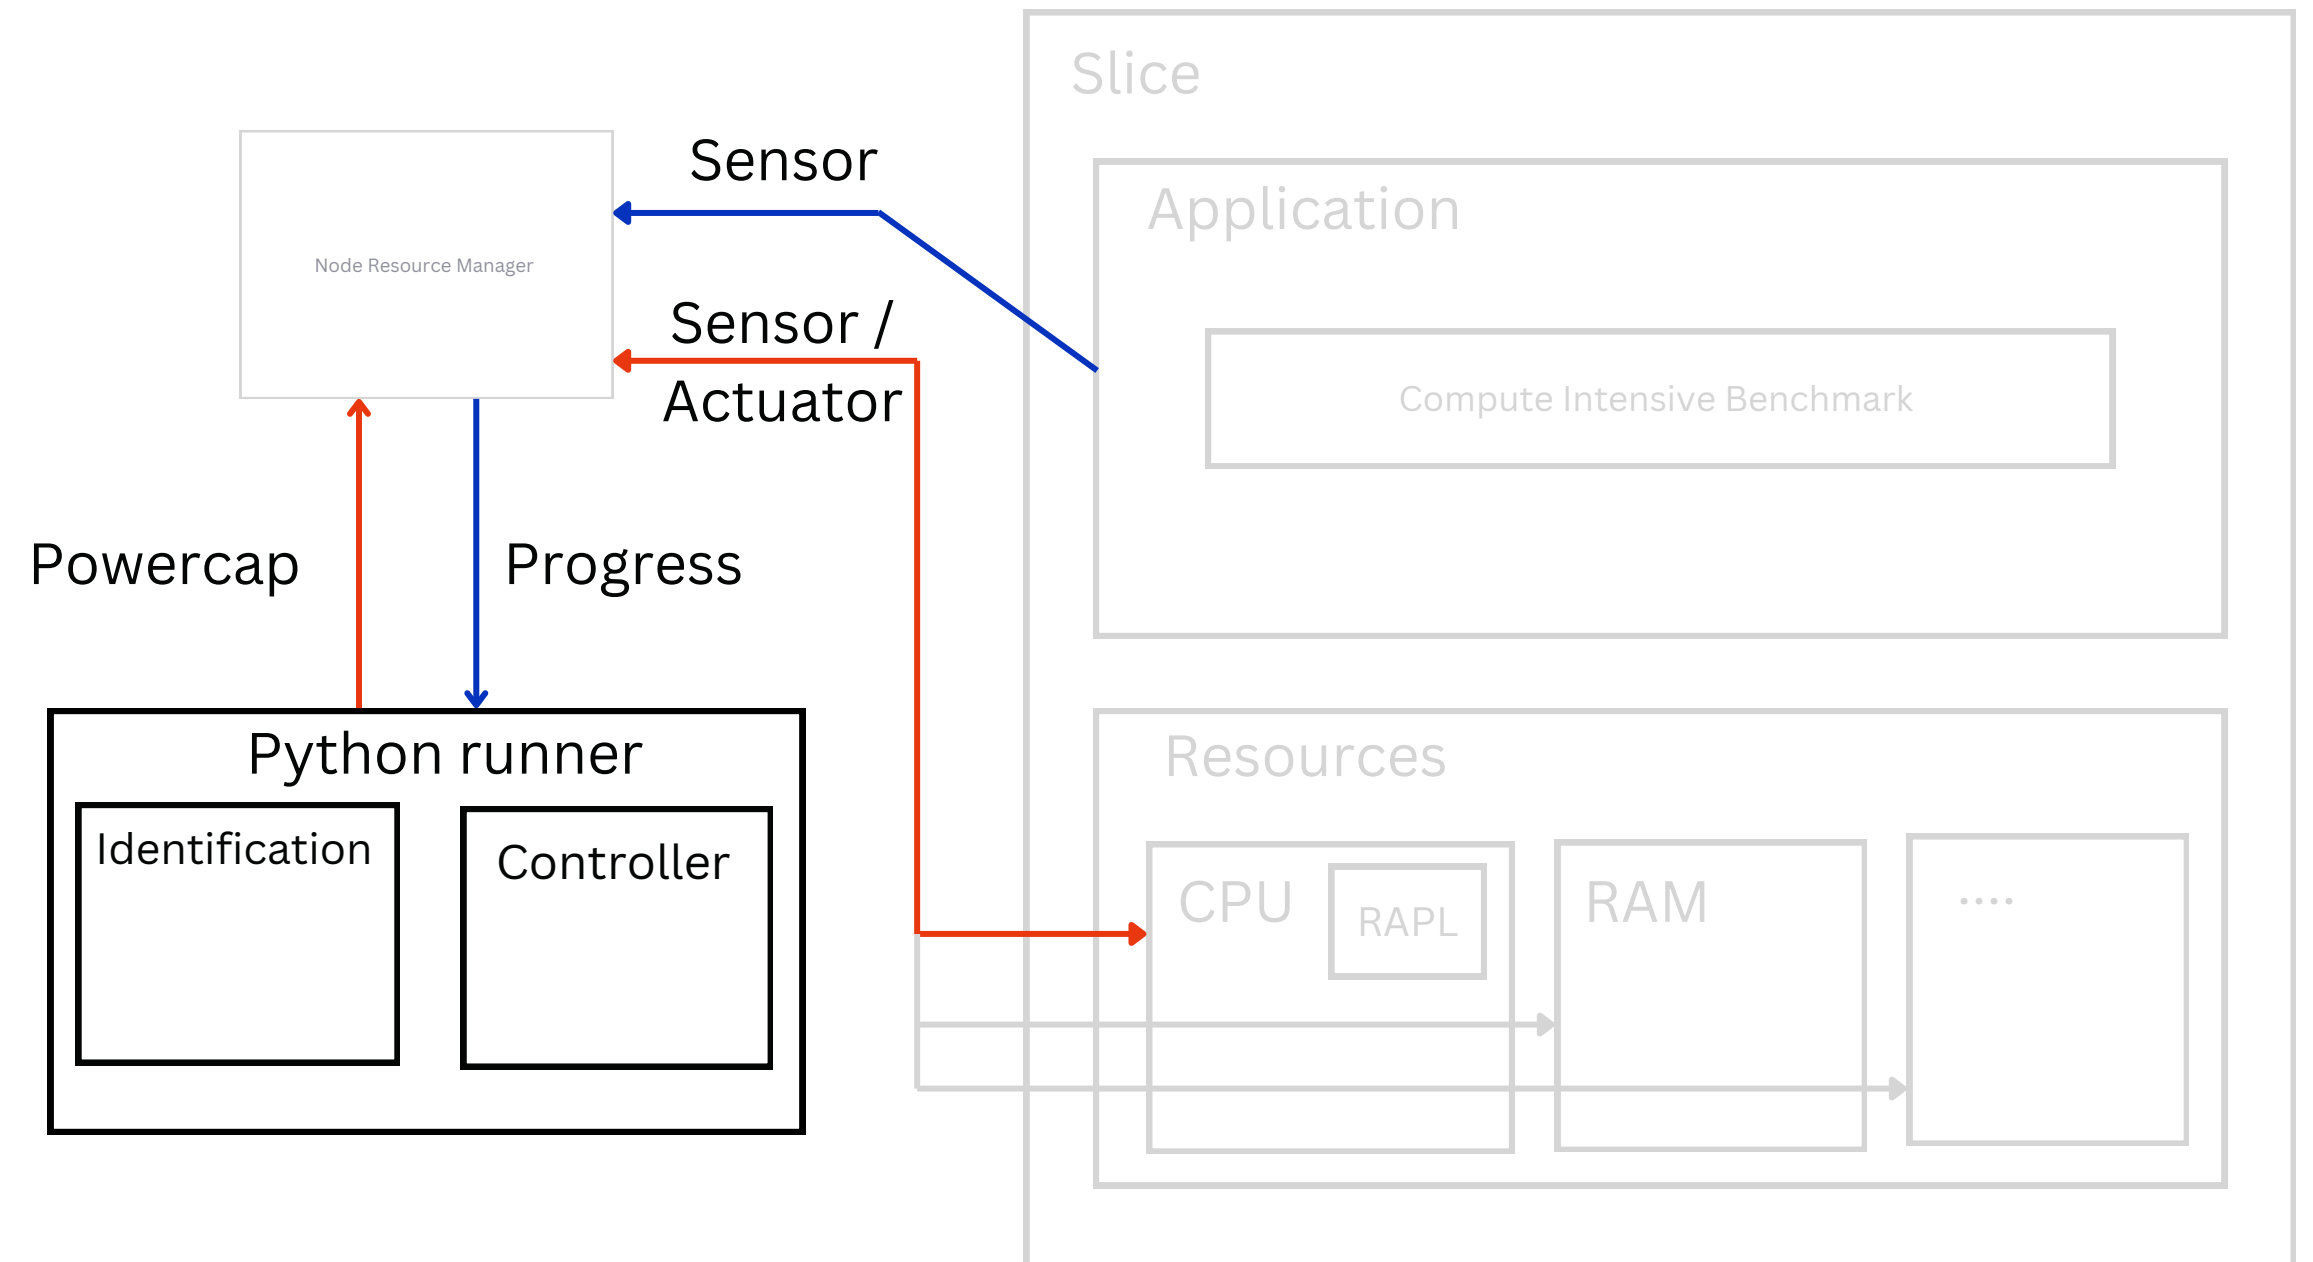 Slice
Sensor
Application
Node Resource Manager
Sensor /
Actuator
Compute Intensive Benchmark
Powercap
Progress
Python runner
Identification
Controller
Resources
CPU
RAPL
RAM
....